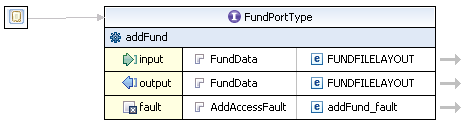 FundPortType
addFund
input FundData FUNDFILELAYOUT
output FundData FUNDFILELAYOUT
fault AddAccessFault addFund_fault